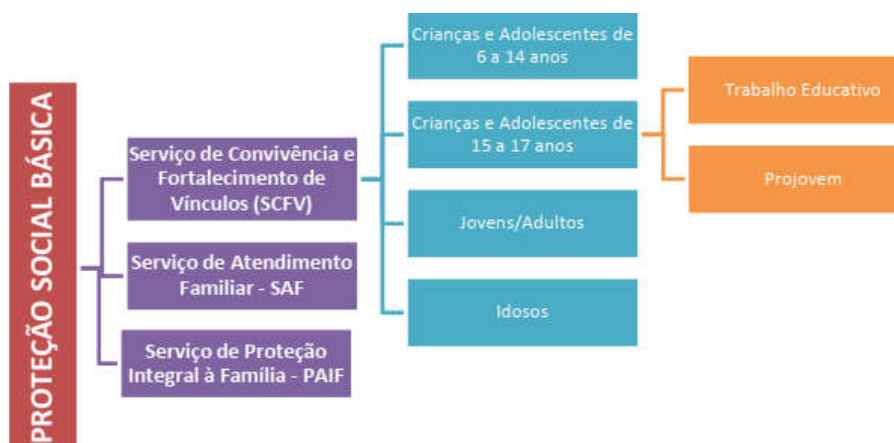 PROTEÇÃO SOCIAL BÁSICA
Serviço de Convivência e
Fortalecimento de
Vínculos (SCFV)
Serviço de Atendimento
Familiar - SAF
Serviço de Proteção
Integral à Família - PAIF
Crianças e Adolescentes de
6 a 14 anos
Crianças e Adolescentes de
15 a 17 anos
Jovens/Adultos
Idosos
Trabalho Educativo
Projovem